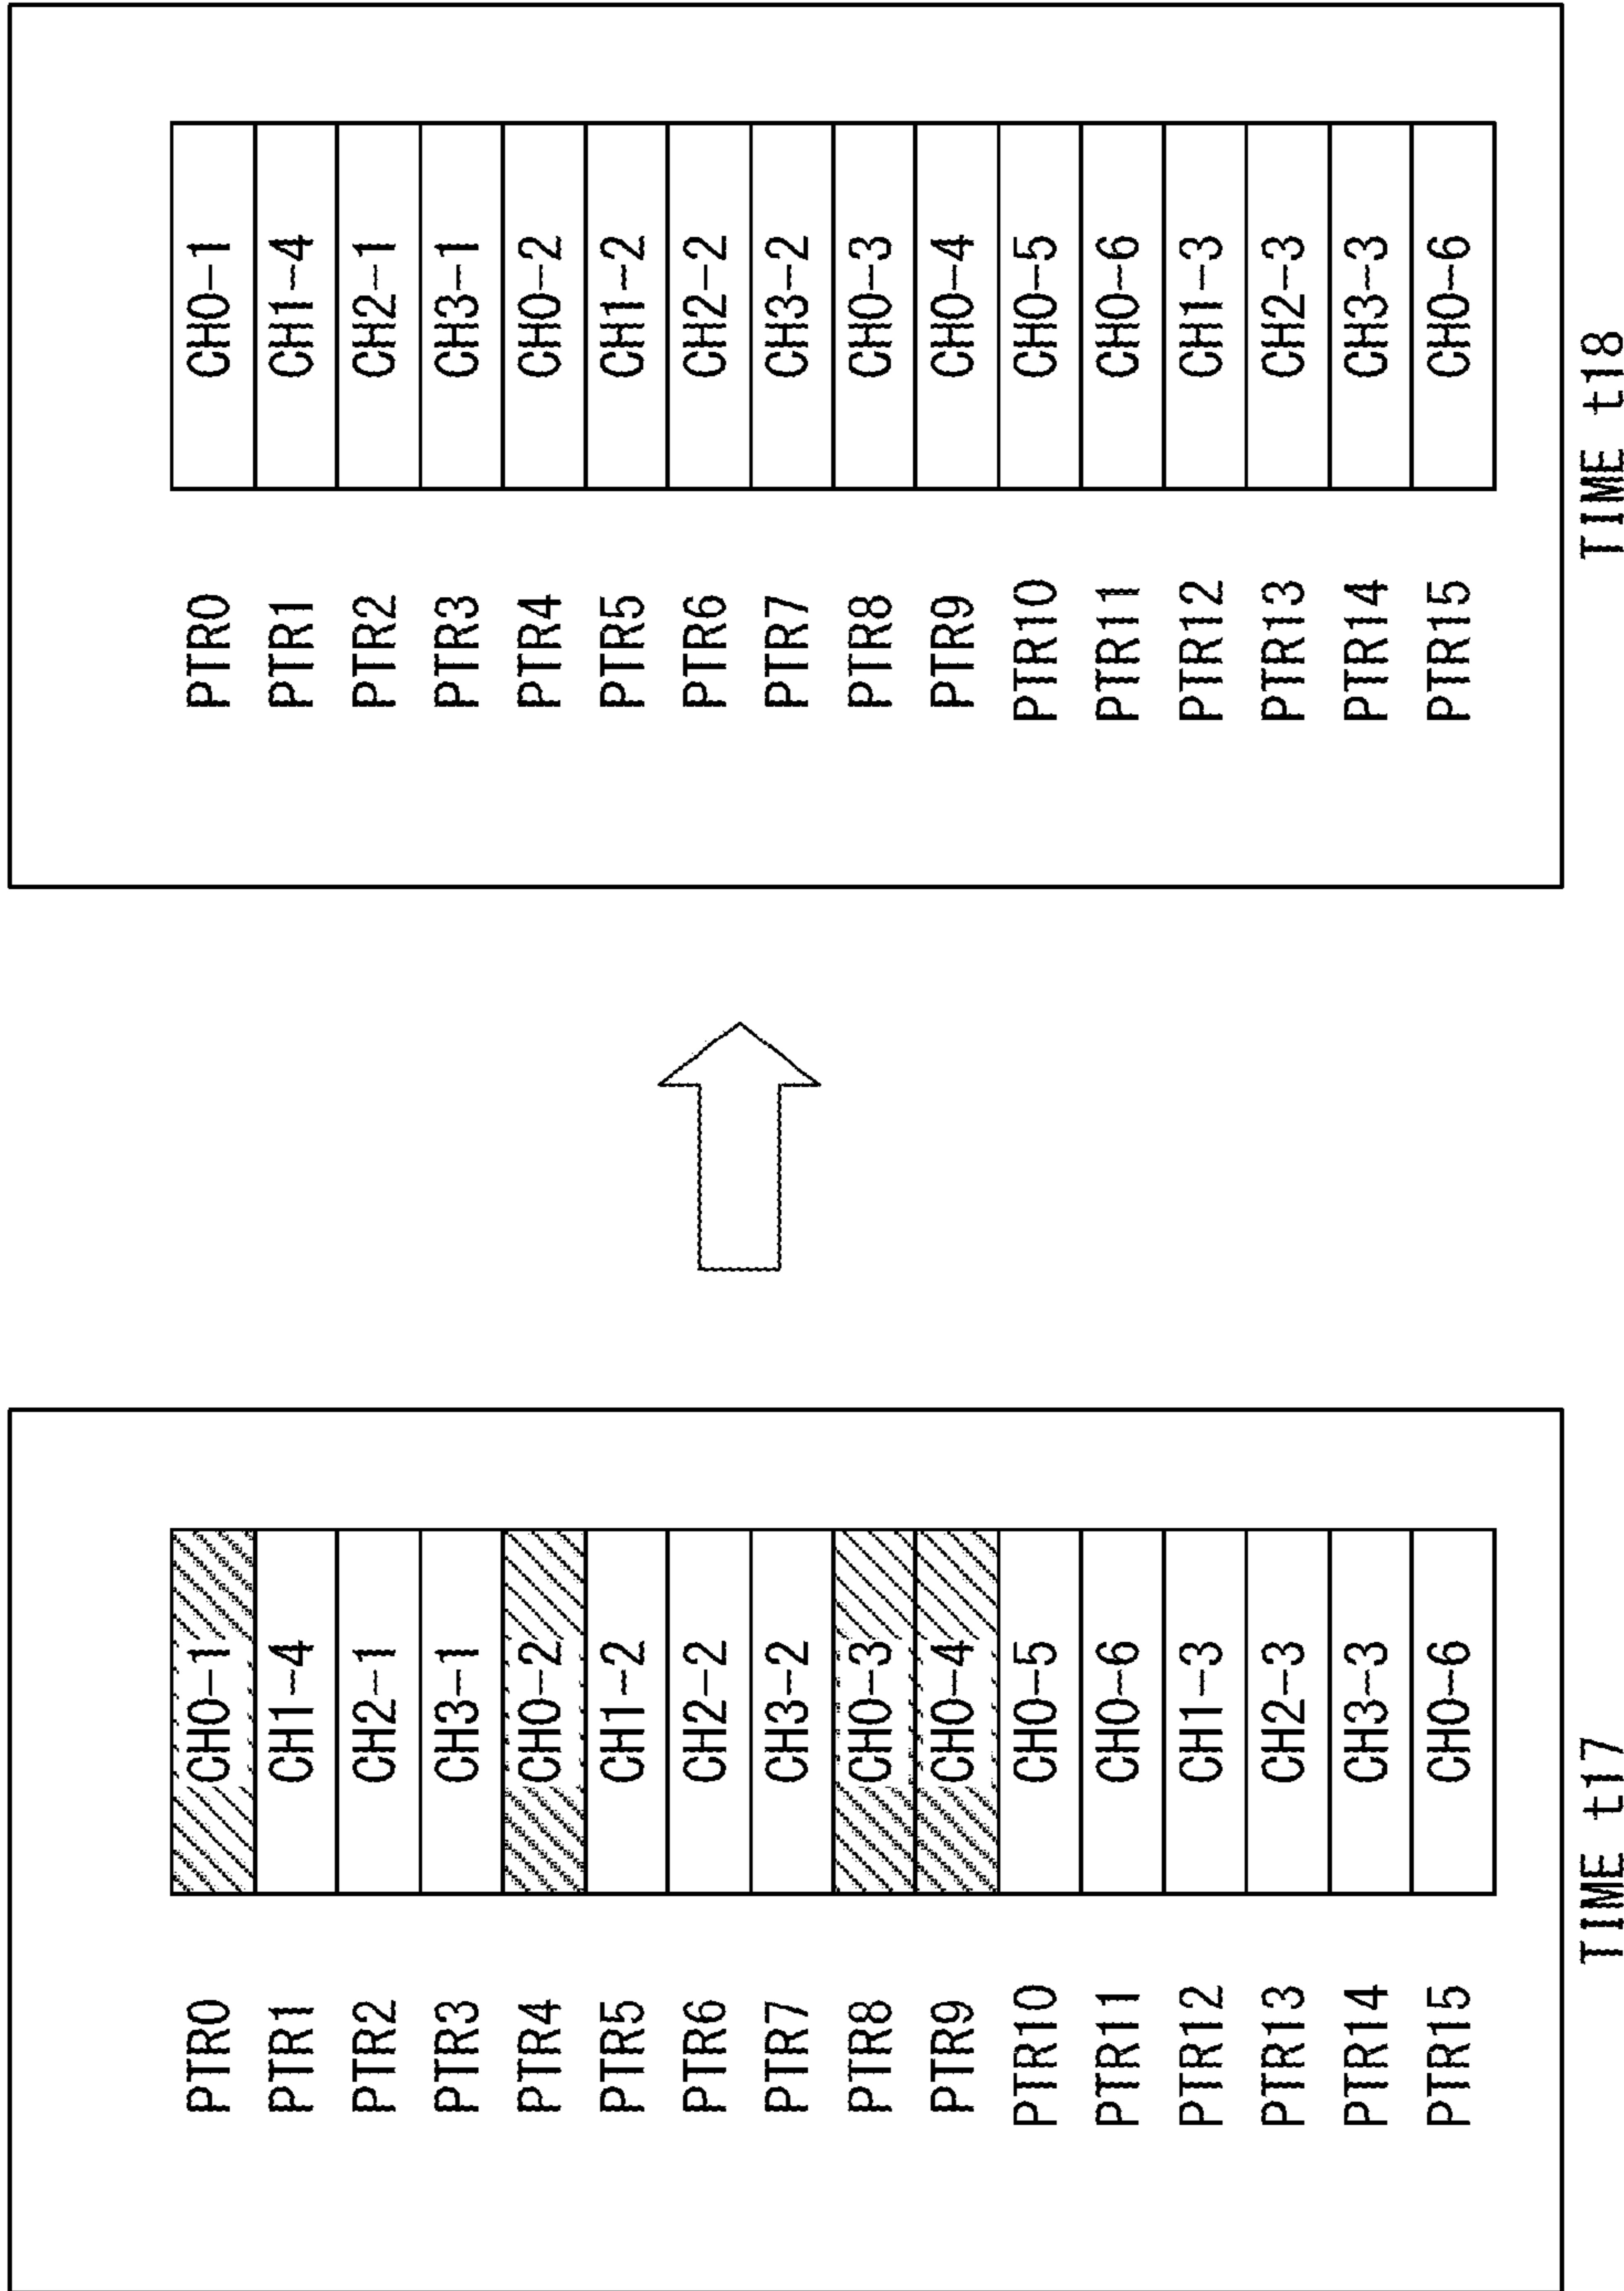 PTR0 CH0-1
PTR1 CH1-4
PTR2 CH2-1
PTR3 CH3-1
PTR4 CH0-2
PTR5 CH1-2
PTR6 CH2-2
PTR7 CH3-2
PTR8 CH0-3
PTR9 CH0-4
PTR10 CH0-5
PTR11 CH0-6
PTR12 CH1-3
PTR13 CH2-3
PTR14 CH3-3
PTR15 CH0-6
TIME t17
PTR0 CH0-1
PTR1 CH1-4
PTR2 CH2-1
PTR3 CH3-1
PTR4 CH0-2
PTR5 CH1-2
PTR6 CH2-2
PTR7 CH3-2
PTR8 CH0-3
PTR9 CH0-4
PTR10 CH0-5
PTR11 CH0-6
PTR12 CH1-3
PTR13 CH2-3
PTR14 CH3-3
PTR15 CH0-6
TIME t18